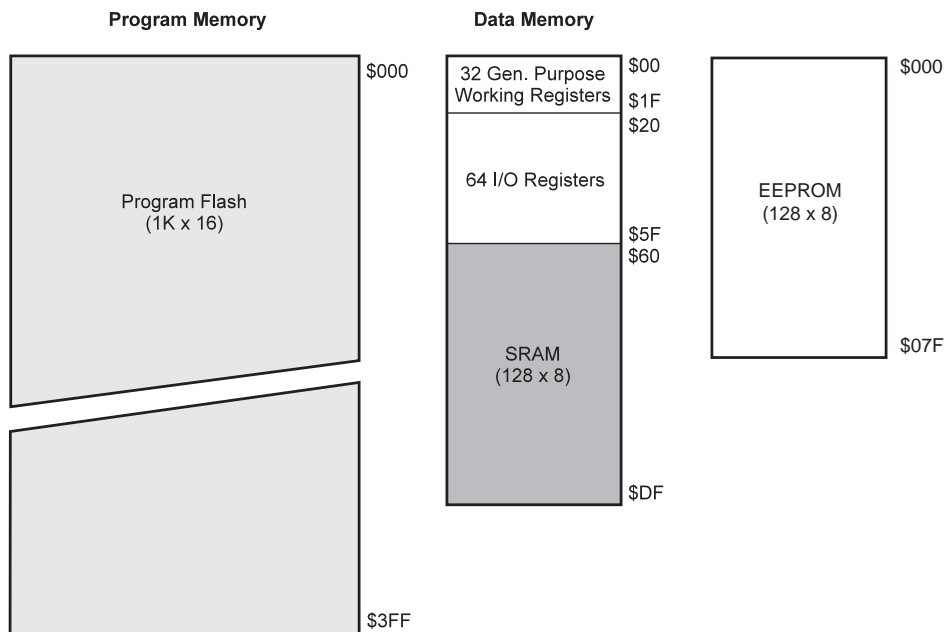 Program Memory
$000
Program Flash
(1K x 16)
$3FF
Data Memory
32 Gen. Purpose
Working Registers
$00
$1F
$20
64 I/O Registers
$5F
$60
SRAM
(128 x 8)
$DF
$000
EEPROM
(128 x 8)
$07F